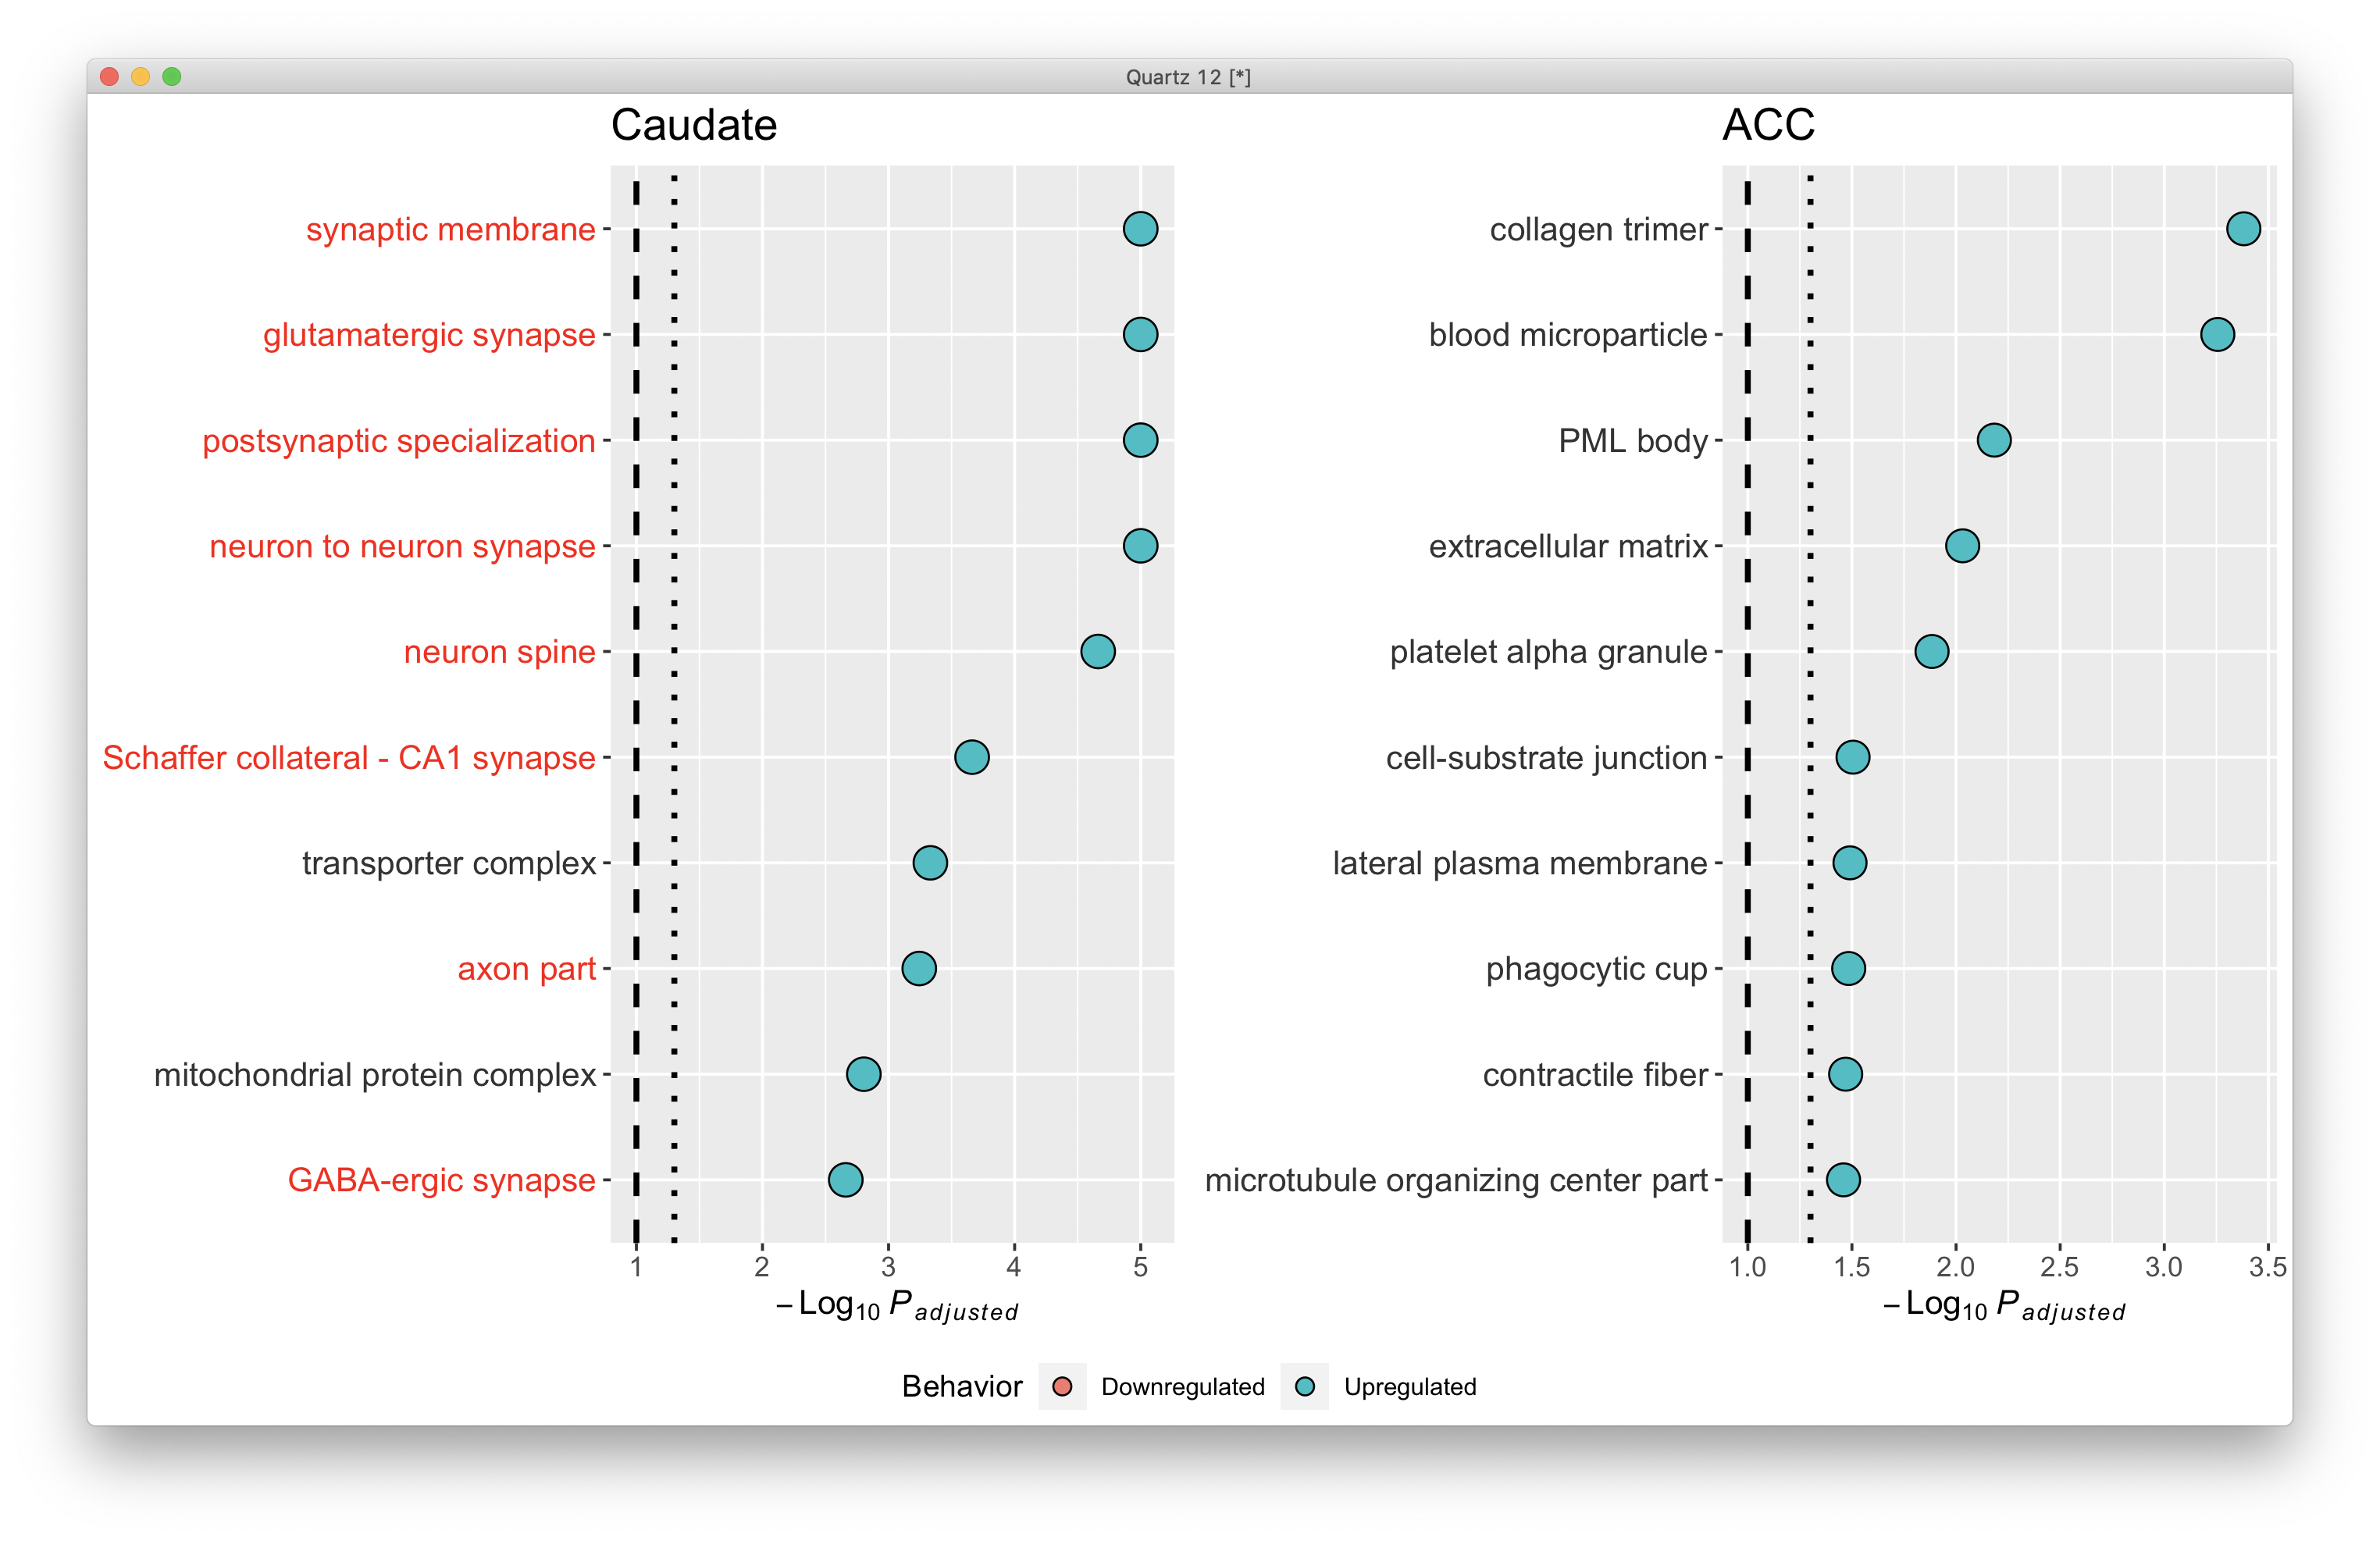 Quartz 12 [*]
Caudate
synaptic membrane
glutamatergic synapse
postsynaptic specialization
neuron to neuron synapse
neuron spine
Schaffer collateral - CA1 synapse
transporter complex
axon part
mitochondrial protein complex
GABA-ergic synapse
1 2 3 4 5
− Log10 P adjusted
ACC
collagen trimer
blood microparticle
PML body
extracellular matrix
platelet alpha granule
cell-substrate junction
lateral plasma membrane
phagocytic cup
contractile fiber
microtubule organizing center part
1.0 1.5 2.0 2.5 3.0 3.5
− Log10 P adjusted
Behavior Downregulated Upregulated